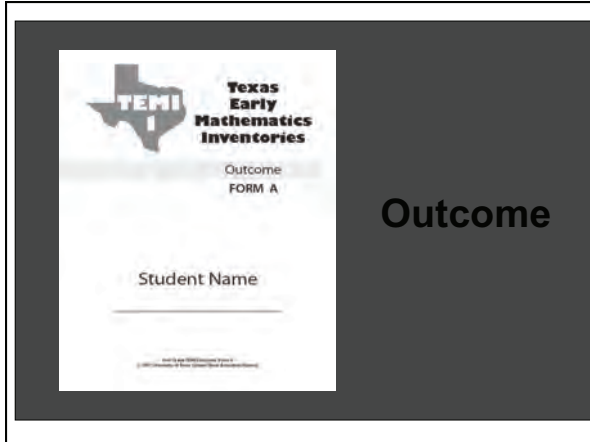 TEMI
1
Texas
Early
Mathematics
Inventories
Outcome
FORM A
Student Name
Outcome